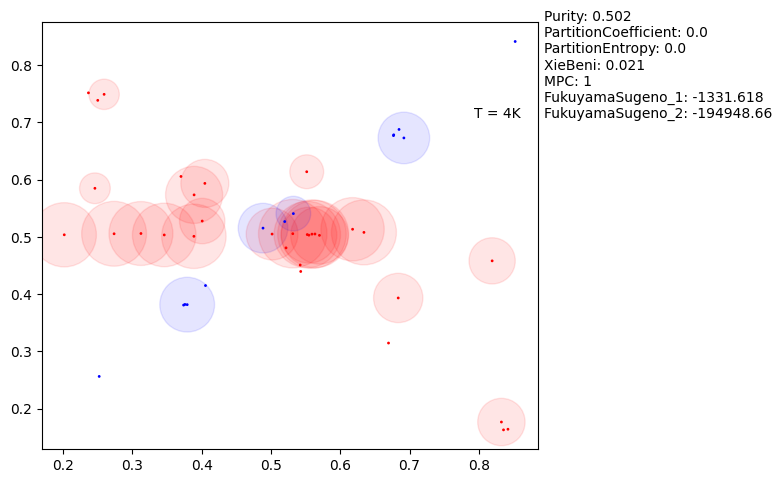 Purity: 0.502
PartitionCoefficient: 0.0
PartitionEntropy: 0.0
XieBeni: 0.021
MPC: 1
FukuyamaSugeno_1: -1331.618
FukuyamaSugeno_2: -194948.66
T = 4K
0.8
0.7
0.6
0.5
0.4
0.3
0.2
0.2 0.3 0.4 0.5 0.6 0.7 0.8